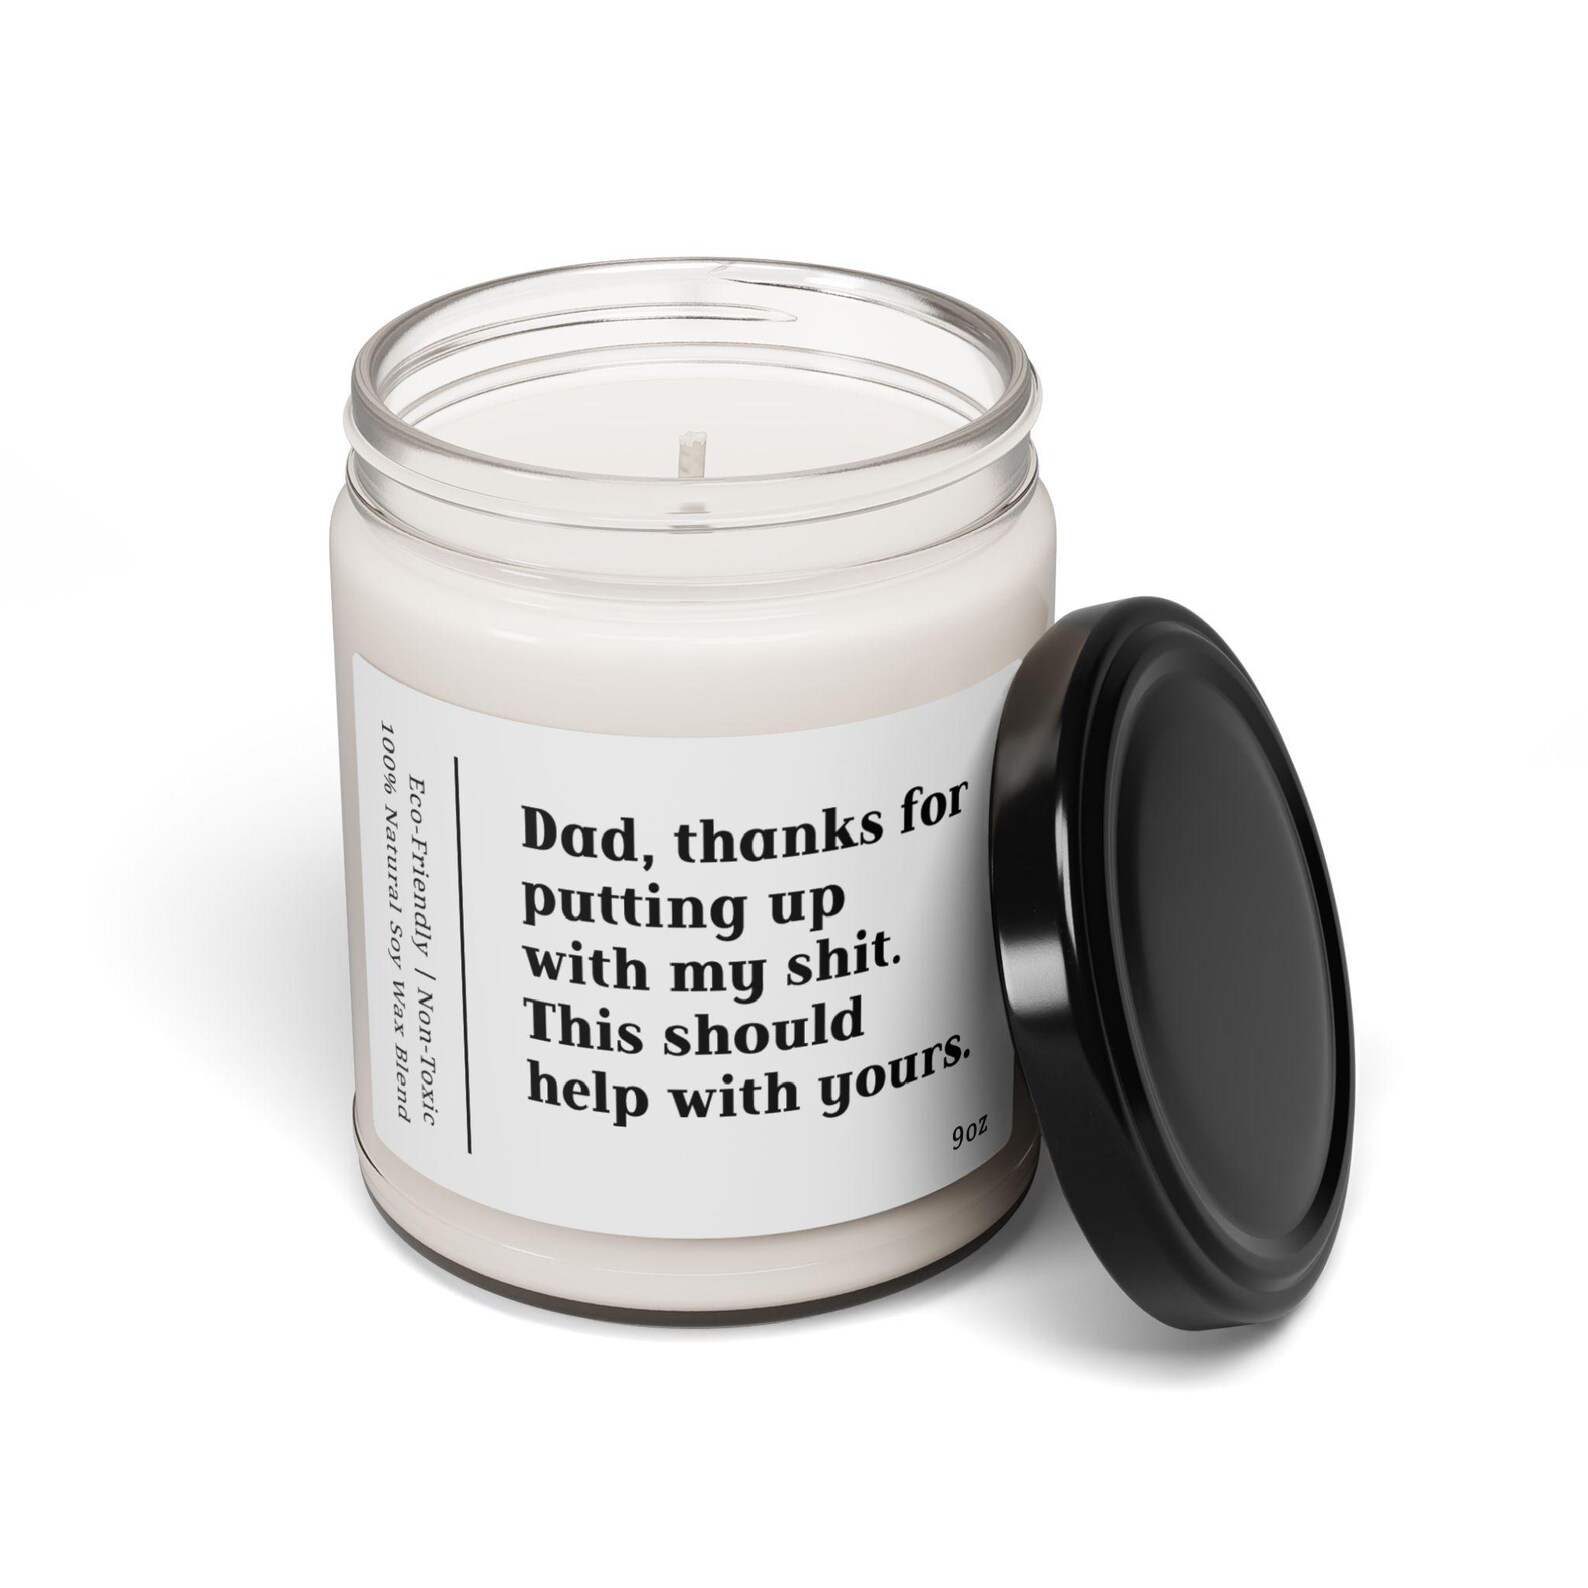 100% Natural Soy Wax Blend
Eco-Friendly | Non-Toxic
Dad, thanks for
putting up
with my shit.
This should
help with yours.
9oz